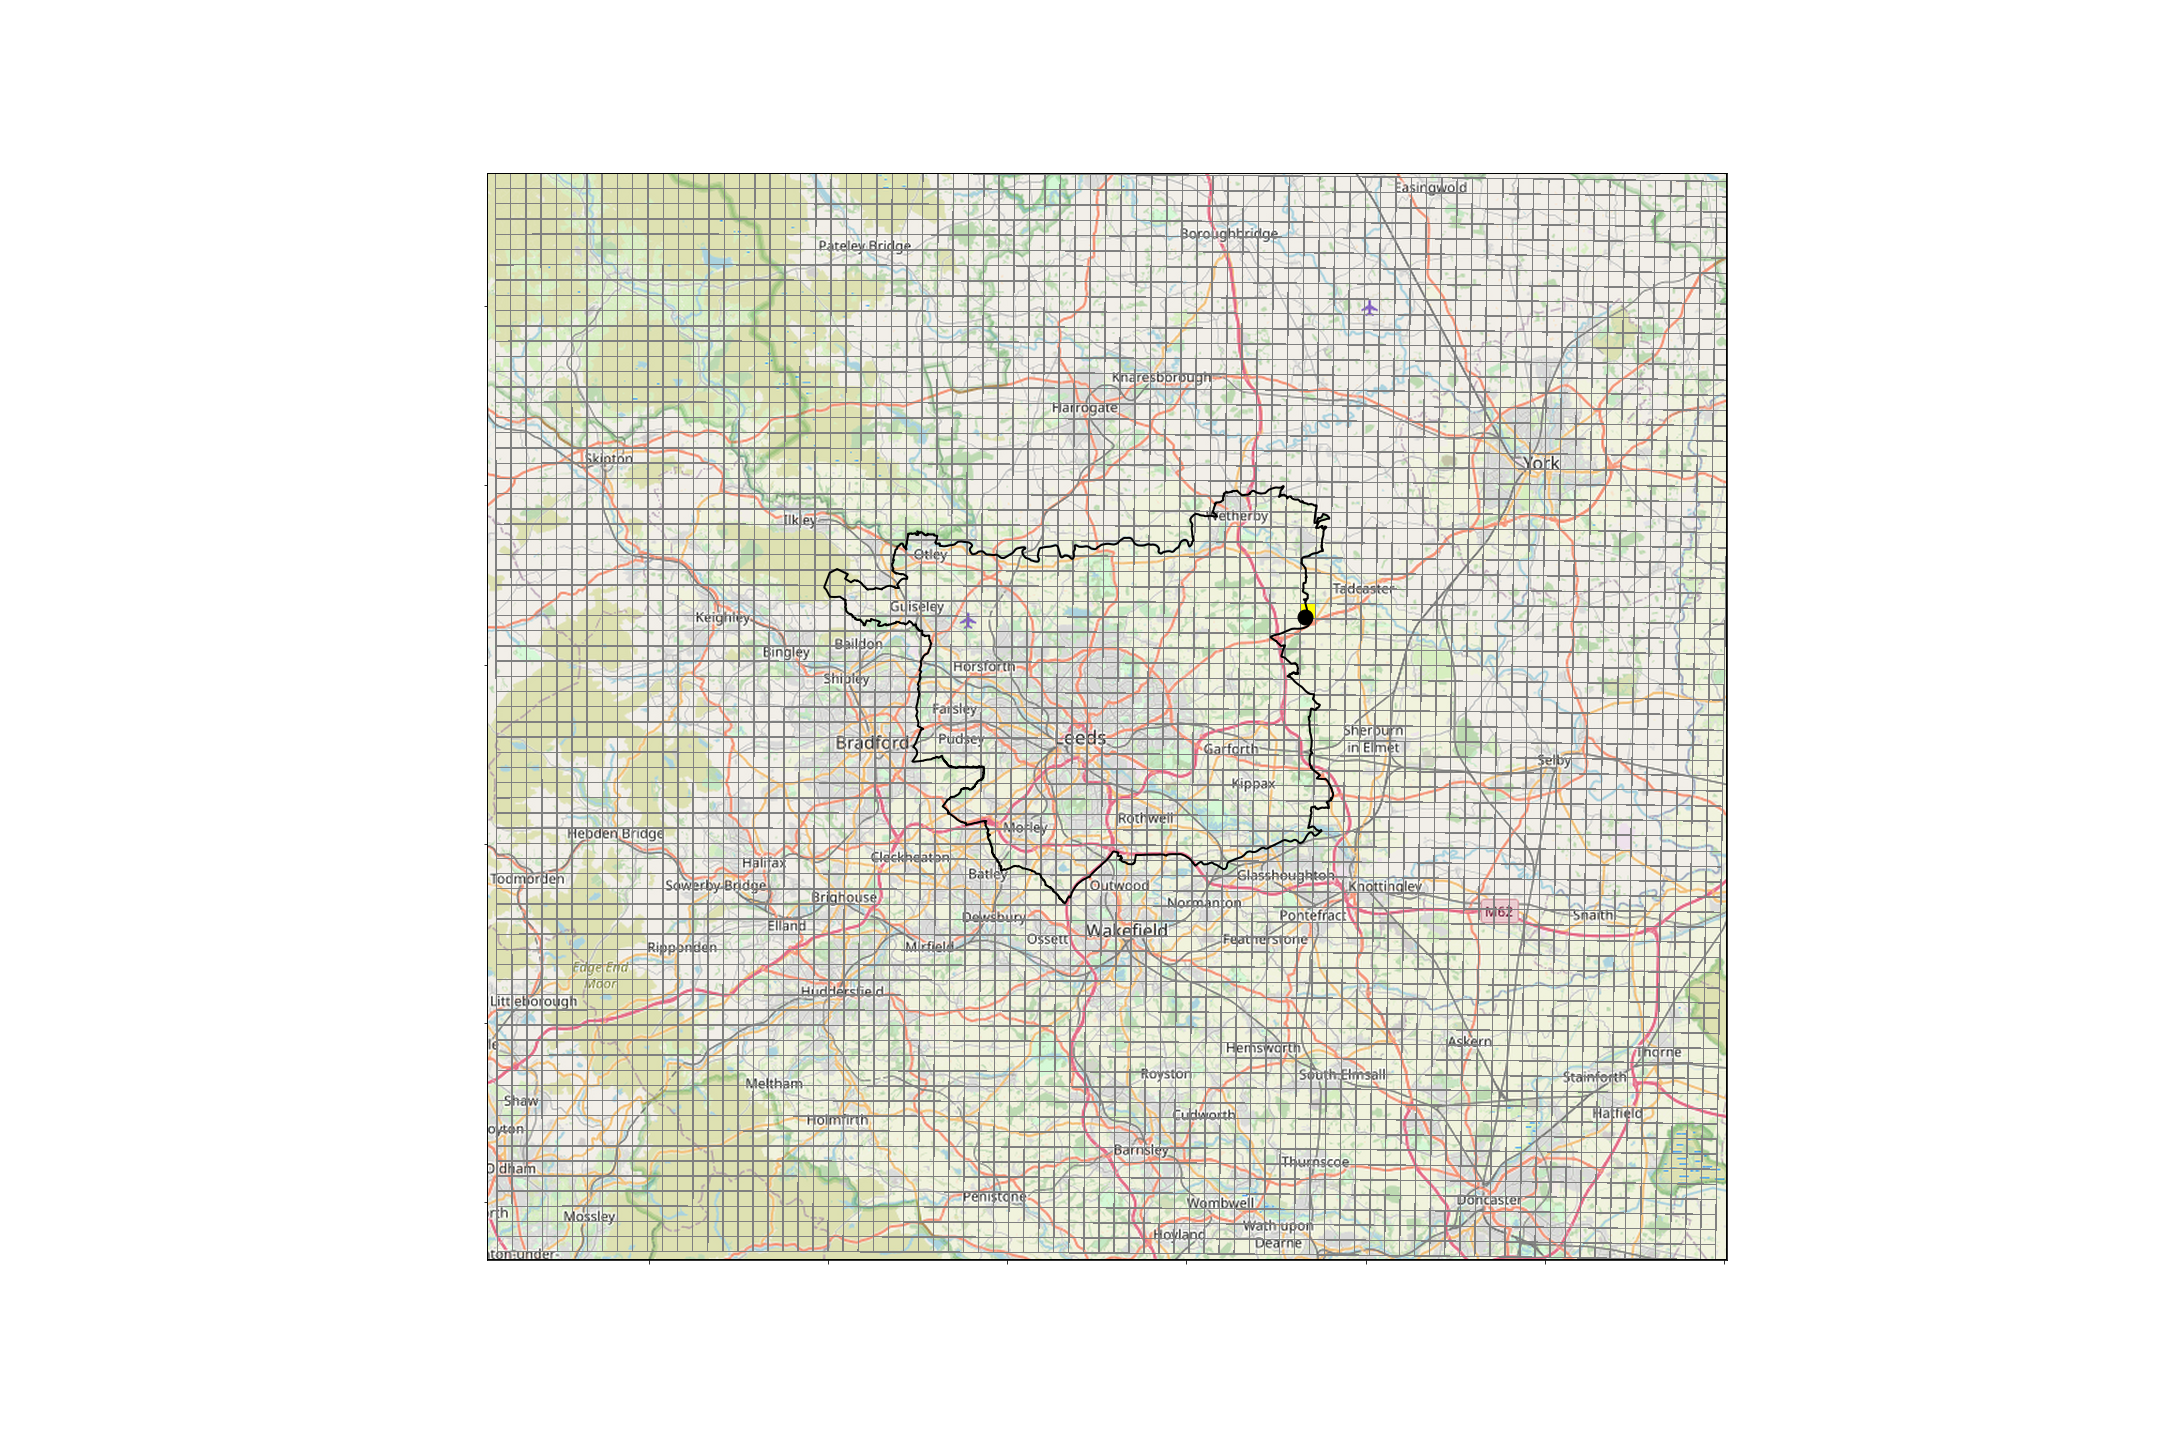 Easingwold
Boroughbridge
Pateley Bridge
Knaresborough
Harrogate
Skipton
York
Wetherby
Ilkley
Otley
Tadcaster
Guiseley
Keighley
Baildon
Bingley
Horsforth
Shipley
Farsley
Sherburn
in Elmet
Bradford
Pudsey
Leeds
Garforth
Selby
Kippax
Rothwell
Morley
Hebden Bridge
Cleckheaton
Halifax
Batley
Glasshoughton
Todmorden
Sowerby Bridge
Outwood
Knottingley
Brighouse
Normanton
M62
Dewsbury
Pontefract
Snaith
Elland
Wakefield
Ossett
Featherstone
Ripponden
Mirfield
Edge End
Moor
Huddersfield
Littleborough
Askern
le
Hemsworth
Thorne
Royston
South Elmsall
Stainforth
Meltham
Shaw
Cudworth
Hatfield
Holmfirth
oyton
Barnsley
Thurnscoe
Oldham
Penistone
Wombwell
Doncaster
rth
Mossley
Wath upon
Dearne
Hoyland
ton-under-